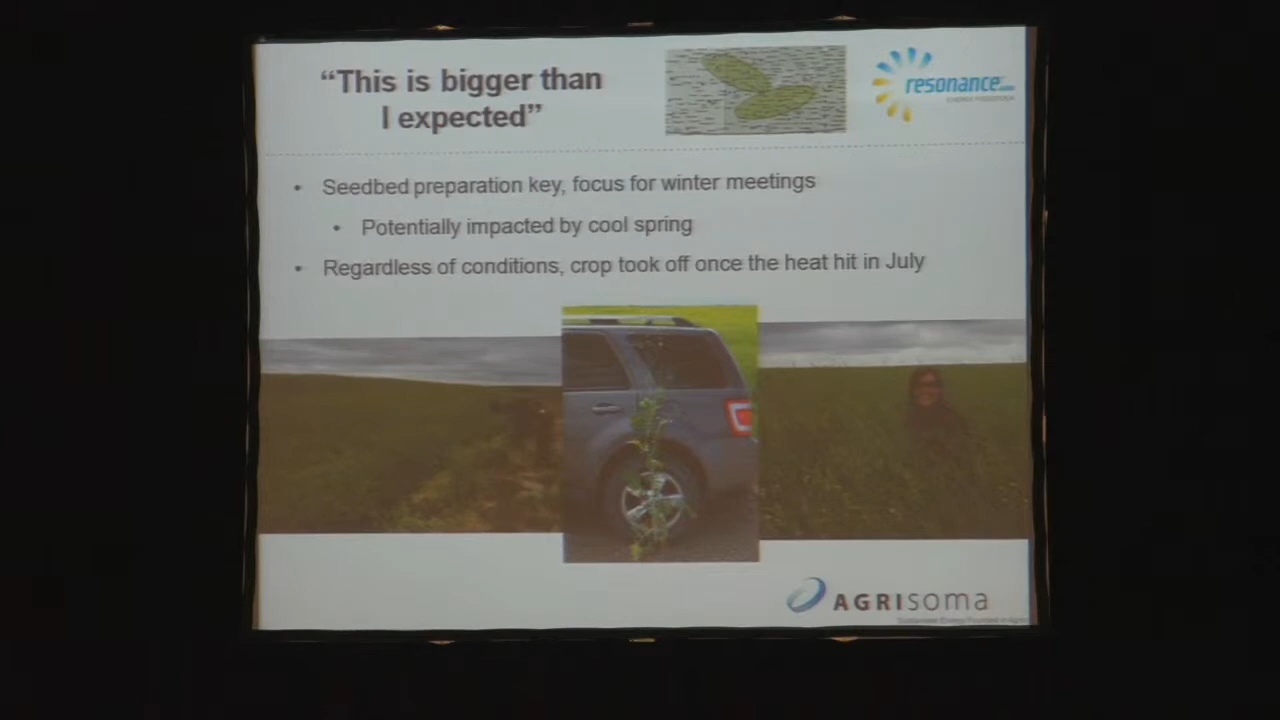 “This is bigger than
I expected”
resonance
• Seedbed preparation key, focus for winter meetings
• Potentially impacted by cool spring
• Regardless of conditions, crop took off once the heat hit in July
AGRISOMA